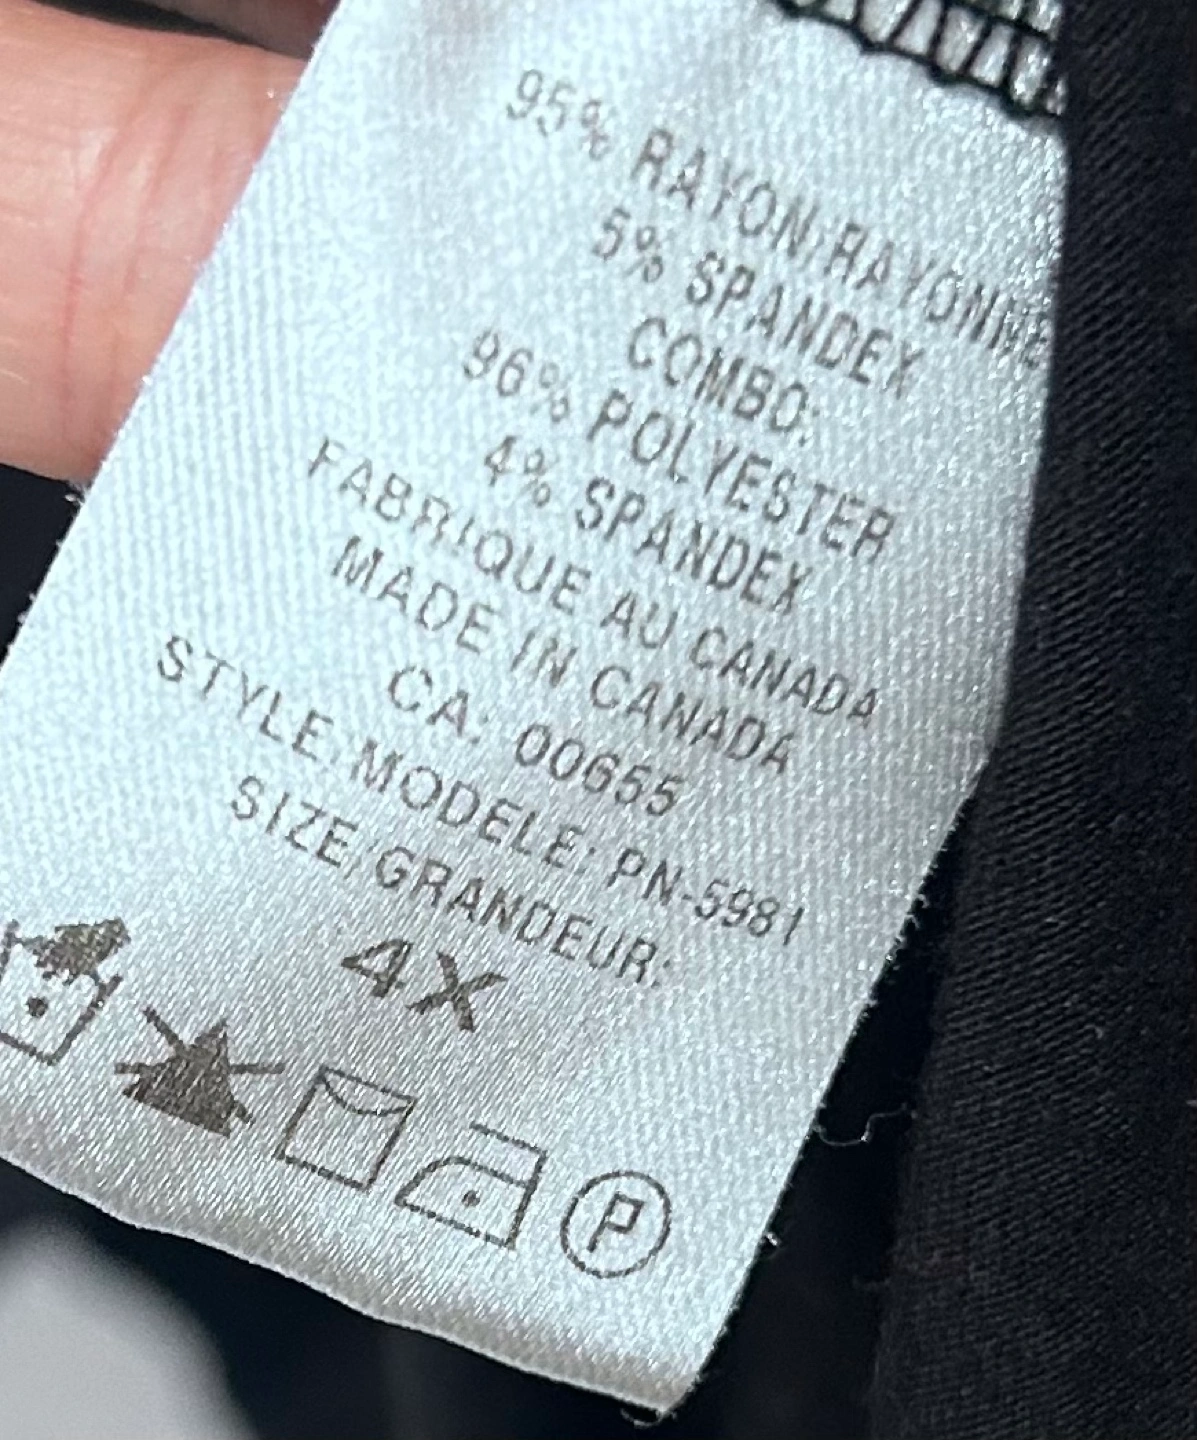 95% RAYON/RAYONNE
5% SPANDEX
COMBO:
96% POLYESTER
4% SPANDEX
FABRIQUE AU CANADA
MADE IN CANADA
CA: 00655
STYLE/MODELE: PN-5981
SIZE/GRANDEUR:
4X
P